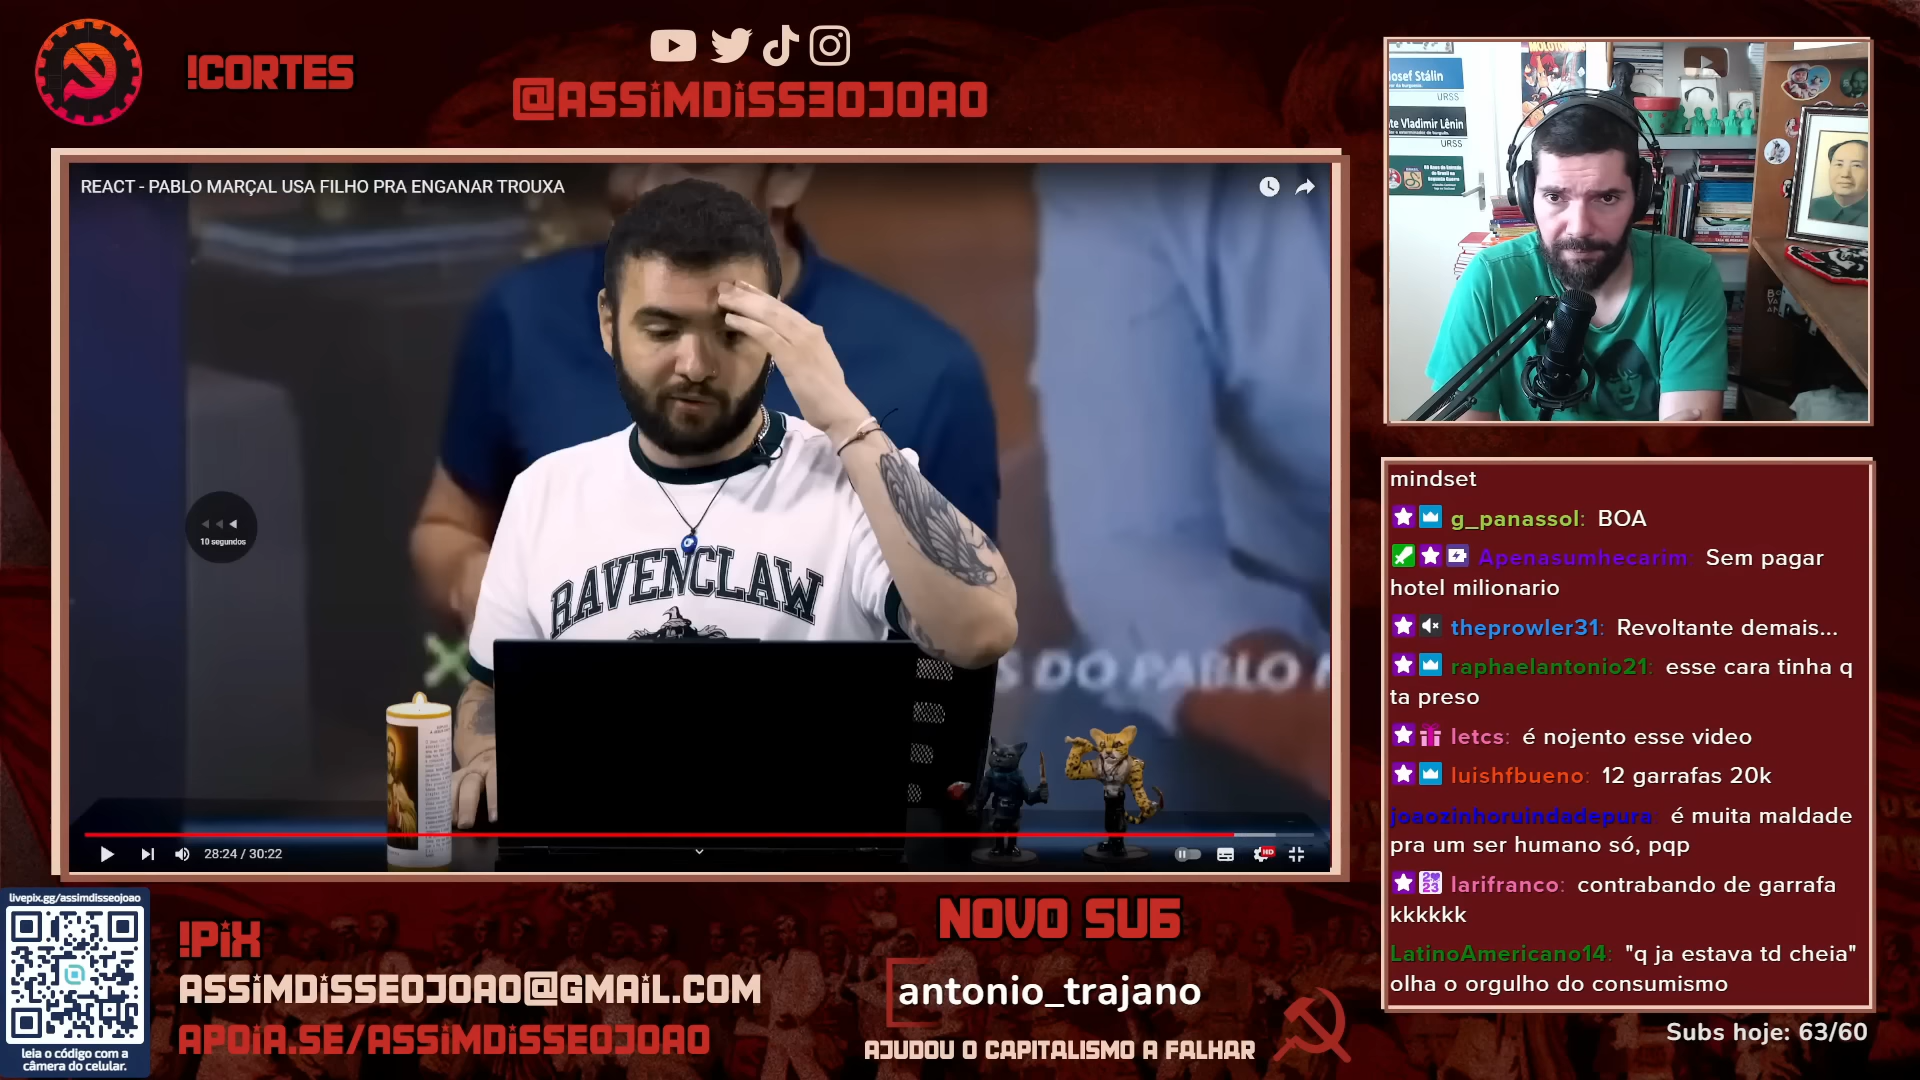 !CORTES
@ASSIMDISSEOJOAO
REACT - PABLO MARÇAL USA FILHO PRA ENGANAR TROUXA
RAVENCLAW
S DO PABLO
10 segundos
28:24 / 30:22
HD
Josef Stálin
URSS
te Vladimir Lênin
URSS
mindset
g_panassol: BOA
Apenasumhecarim: Sem pagar
hotel milionario
theprowler31: Revoltante demais...
raphaelantonio21: esse cara tinha q
ta preso
letcs: é nojento esse video
luishfbueno: 12 garrafas 20k
joaozinhoruindadepura: é muita maldade
pra um ser humano só, pqp
larifranco: contrabando de garrafa
kkkkkk
LatinoAmericano14: "q ja estava td cheia"
olha o orgulho do consumismo
Subs hoje: 63/60
livepix.gg/assimdisseojoao
leia o código com a
câmera do celular.
!PIX
ASSIMDISSEOJOAO@GMAIL.COM
APOIA.SE/ASSIMDISSEOJOAO
NOVO SUB
antonio_trajano
AJUDOU O CAPITALISMO A FALHAR